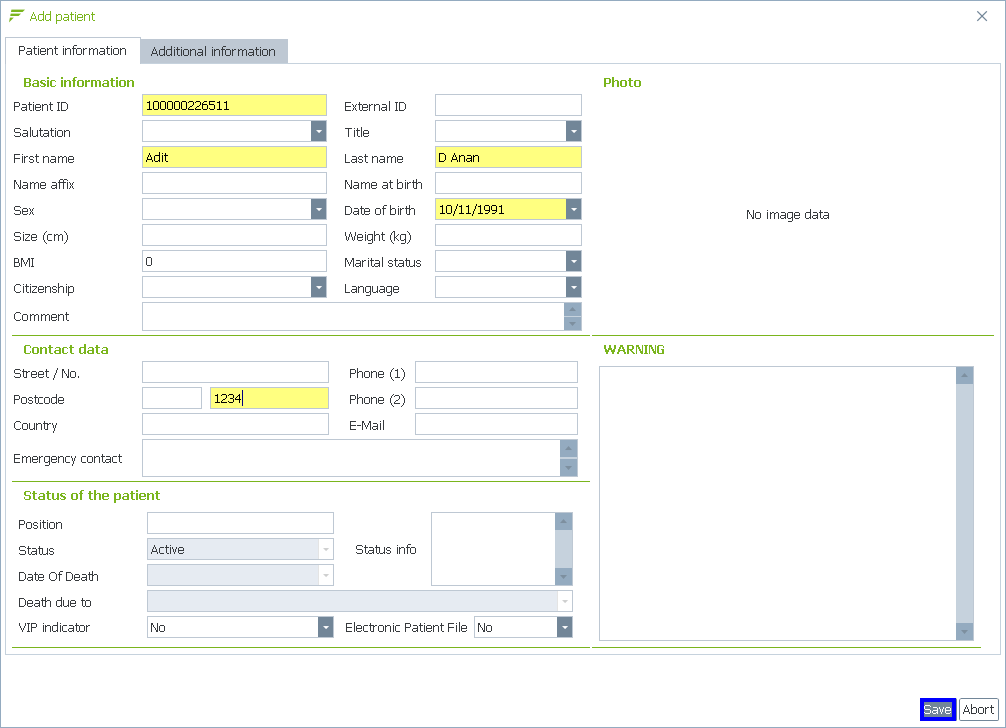 Add patient
Patient information Additional information
Basic information Photo
Patient ID 100000226511 External ID
Salutation Title
First name Adit Last name D Anan
Name affix Name at birth
Sex Date of birth 10/11/1991
No image data
Size (cm) Weight (kg)
BMI 0 Marital status
Citizenship Language
Comment
Contact data WARNING
Street / No. Phone (1)
Postcode 1234 Phone (2)
Country E-Mail
Emergency contact
Status of the patient
Position
Status Active Status info
Date Of Death
Death due to
VIP indicator No Electronic Patient File No
Save Abort